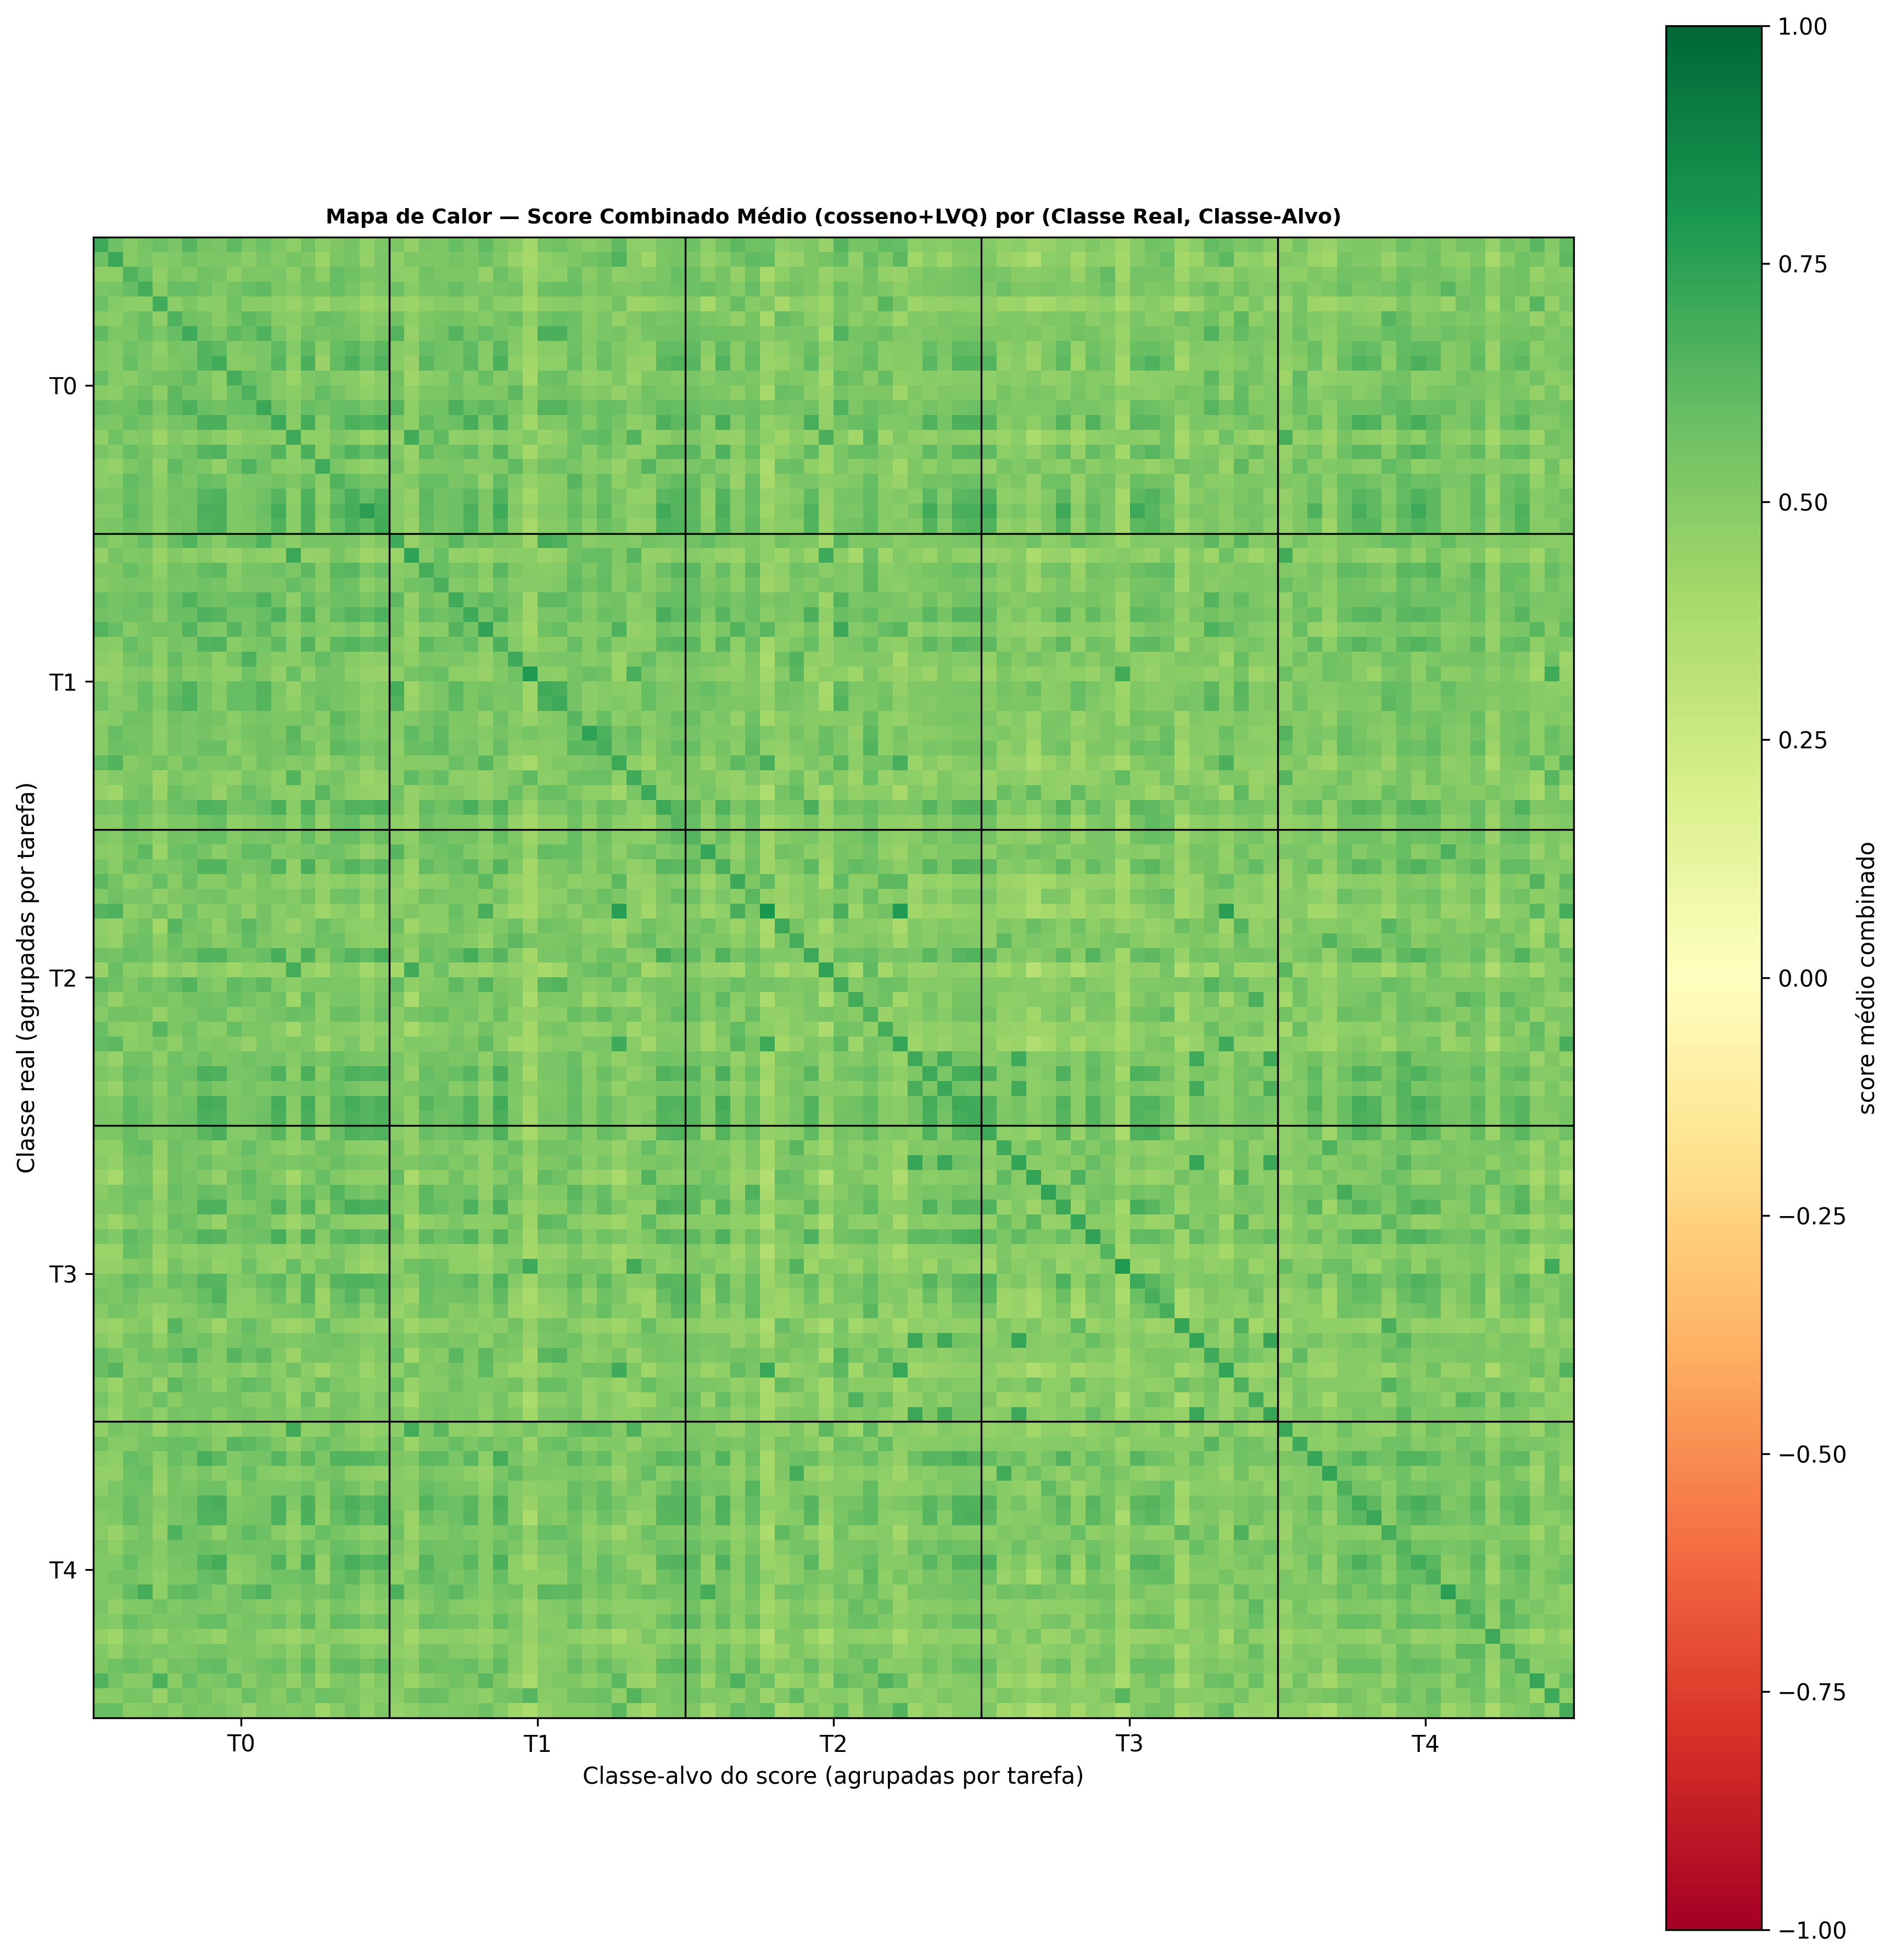 Mapa de Calor — Score Combinado Médio (cosseno+LVQ) por (Classe Real, Classe-Alvo)
Classe real (agrupadas por tarefa)
T0
T1
T2
T3
T4
T0 T1 T2 T3 T4
Classe-alvo do score (agrupadas por tarefa)
1.00
0.75
0.50
0.25
0.00
−0.25
−0.50
−0.75
−1.00
score médio combinado